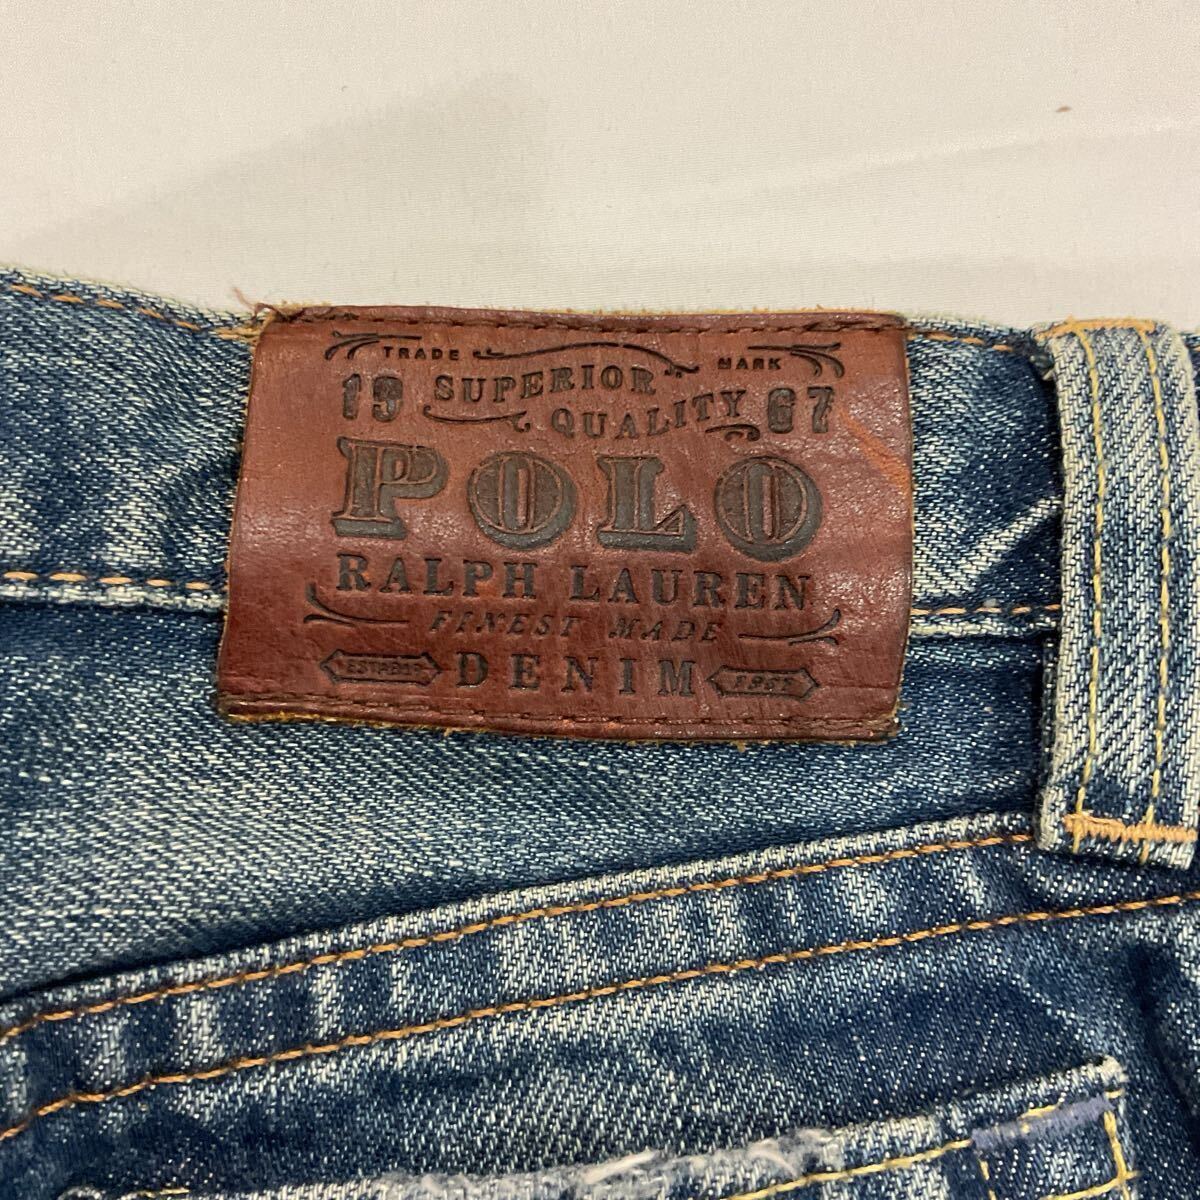 TRADE MARK
19 SUPERIOR QUALITY 67
POLO
RALPH LAUREN
FINEST MADE
DENIM